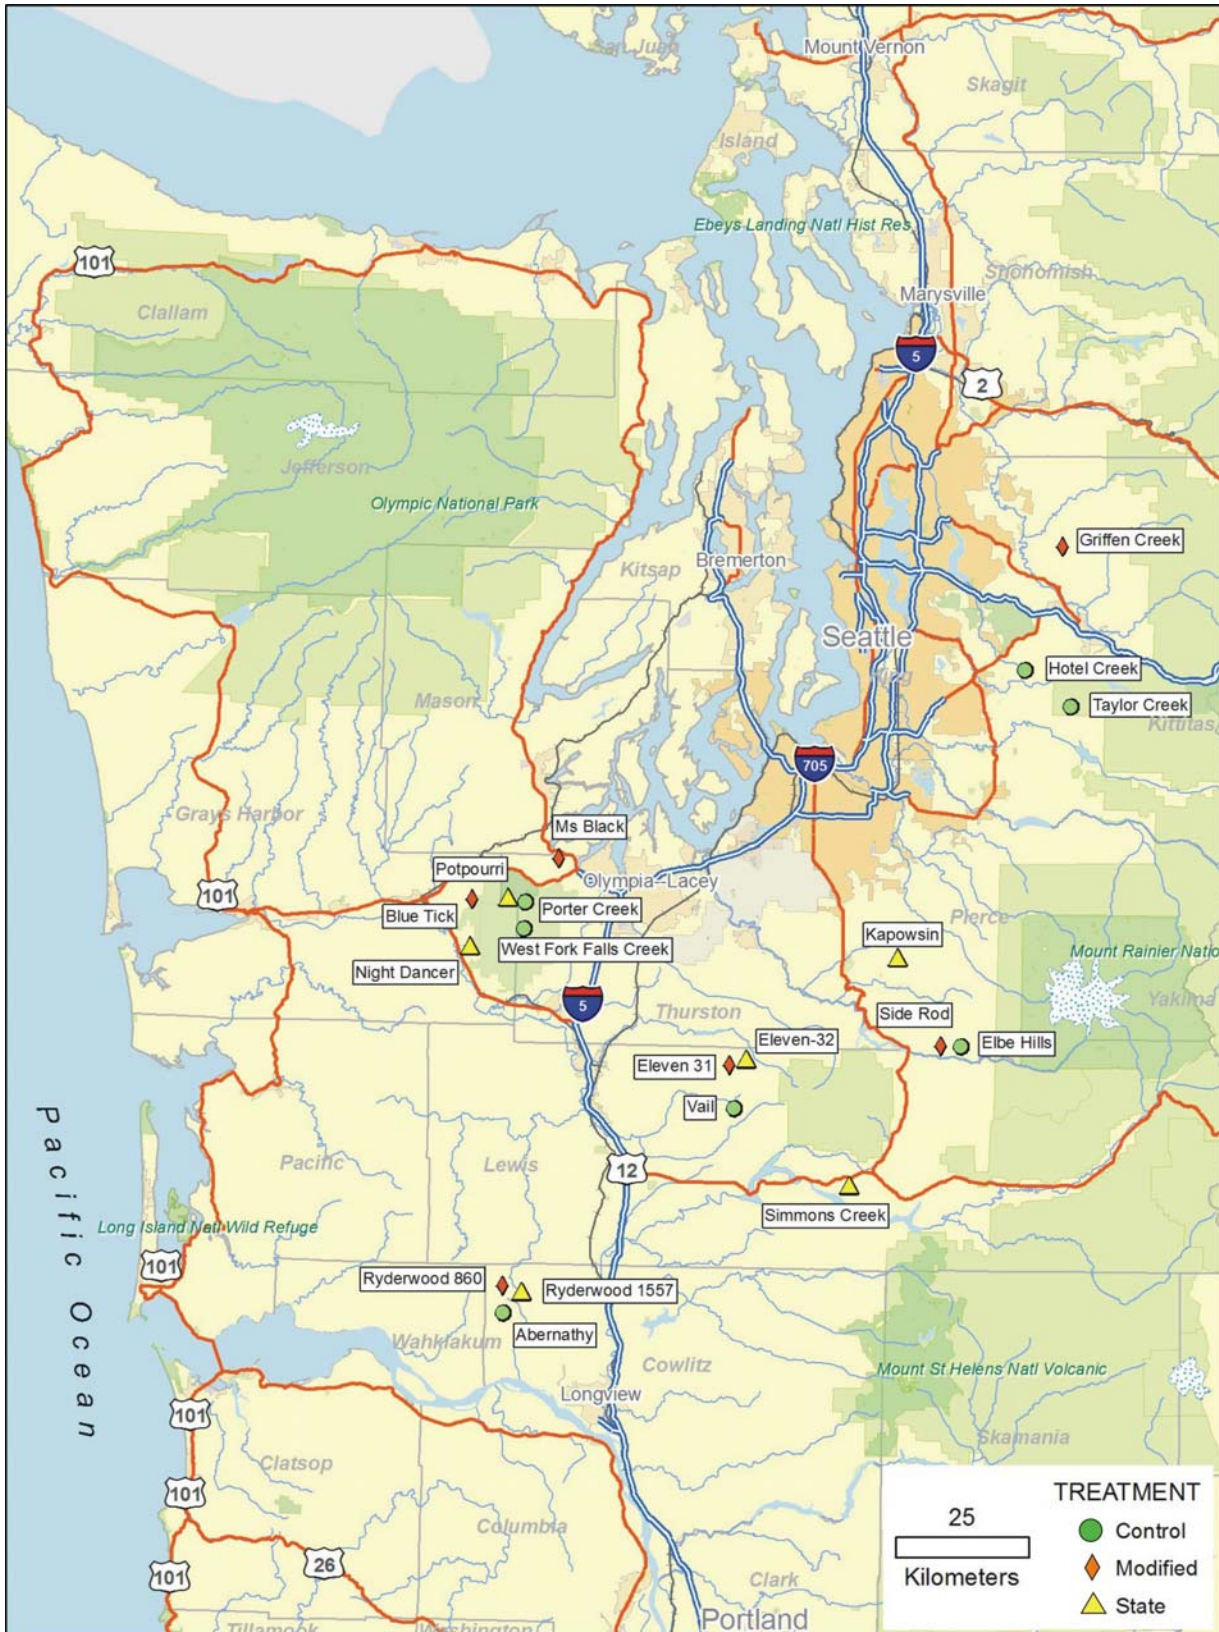 San Juan
Mount Vernon
Skagit
Island
Ebeys Landing Natl Hist Res
101
Snohomish
Marysville
Clallam
5
2
Jefferson
Olympic National Park
Griffen Creek
Bremerton
Kitsap
Seattle
King
Hotel Creek
Mason
Taylor Creek
Kittitas
705
Grays Harbor
Ms Black
Potpourri
Olympia--Lacey
101
Blue Tick
Porter Creek
Pierce
Kapowsin
West Fork Falls Creek
Mount Rainier Natio
Night Dancer
5
Yakima
Thurston
Side Rod
Eleven-32
Elbe Hills
Eleven 31
Vail
Pacific Ocean
Pacific
Lewis
12
Simmons Creek
Long Island Natl Wild Refuge
101
Ryderwood 860
Ryderwood 1557
Abernathy
Wahkiakum
Cowlitz
Mount St Helens Natl Volcanic
Longview
101
Skamania
Clatsop
101
Columbia
26
101
Clark
Portland
Tillamook
Washington
25
Kilometers
TREATMENT
Control
Modified
State